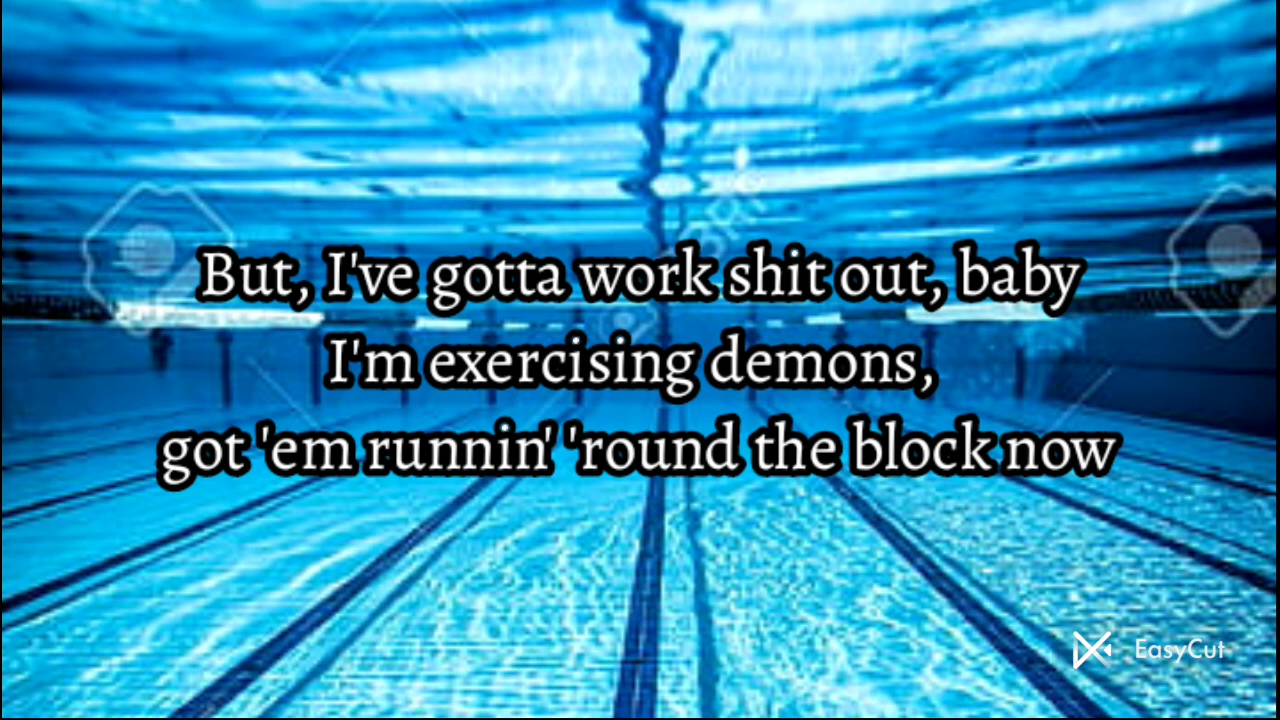 But, I've gotta work shit out, baby
I'm exercising demons,
got 'em runnin' 'round the block now
EasyCut